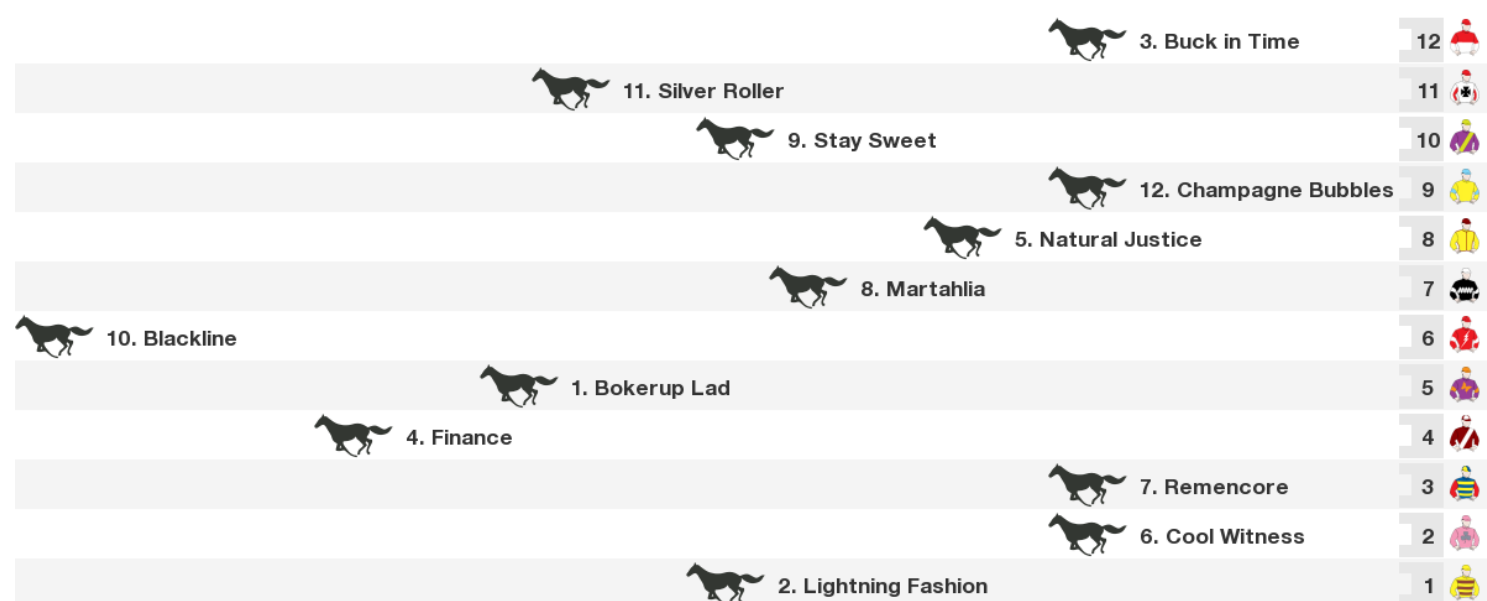 3. Buck in Time 12
11. Silver Roller 11
9. Stay Sweet 10
12. Champagne Bubbles 9
5. Natural Justice 8
8. Martahlia 7
10. Blackline 6
1. Bokerup Lad 5
4. Finance 4
7. Remencore 3
6. Cool Witness 2
2. Lightning Fashion 1